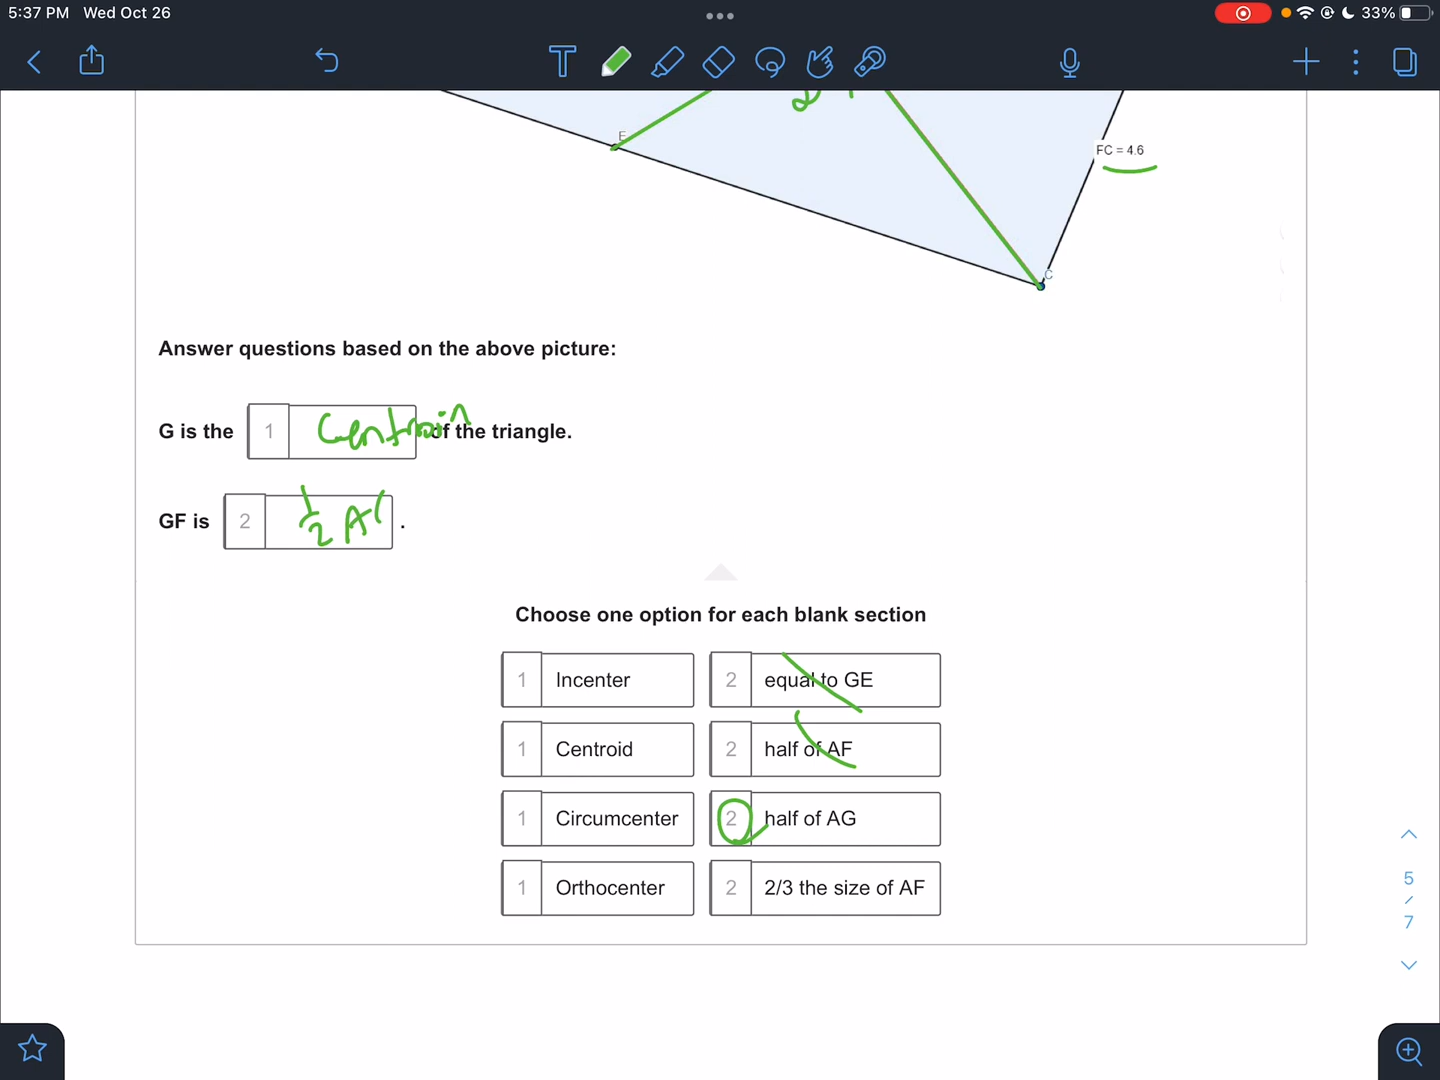 5:37 PM Wed Oct 26
33%
E
FC = 4.6
C
Answer questions based on the above picture:
G is the 1 Centroi of the triangle.
GF is 2 1/2 A .
Choose one option for each blank section
1 Incenter 2 equal to GE
1 Centroid 2 half of AF
1 Circumcenter 2 half of AG
1 Orthocenter 2 2/3 the size of AF
5
/
7